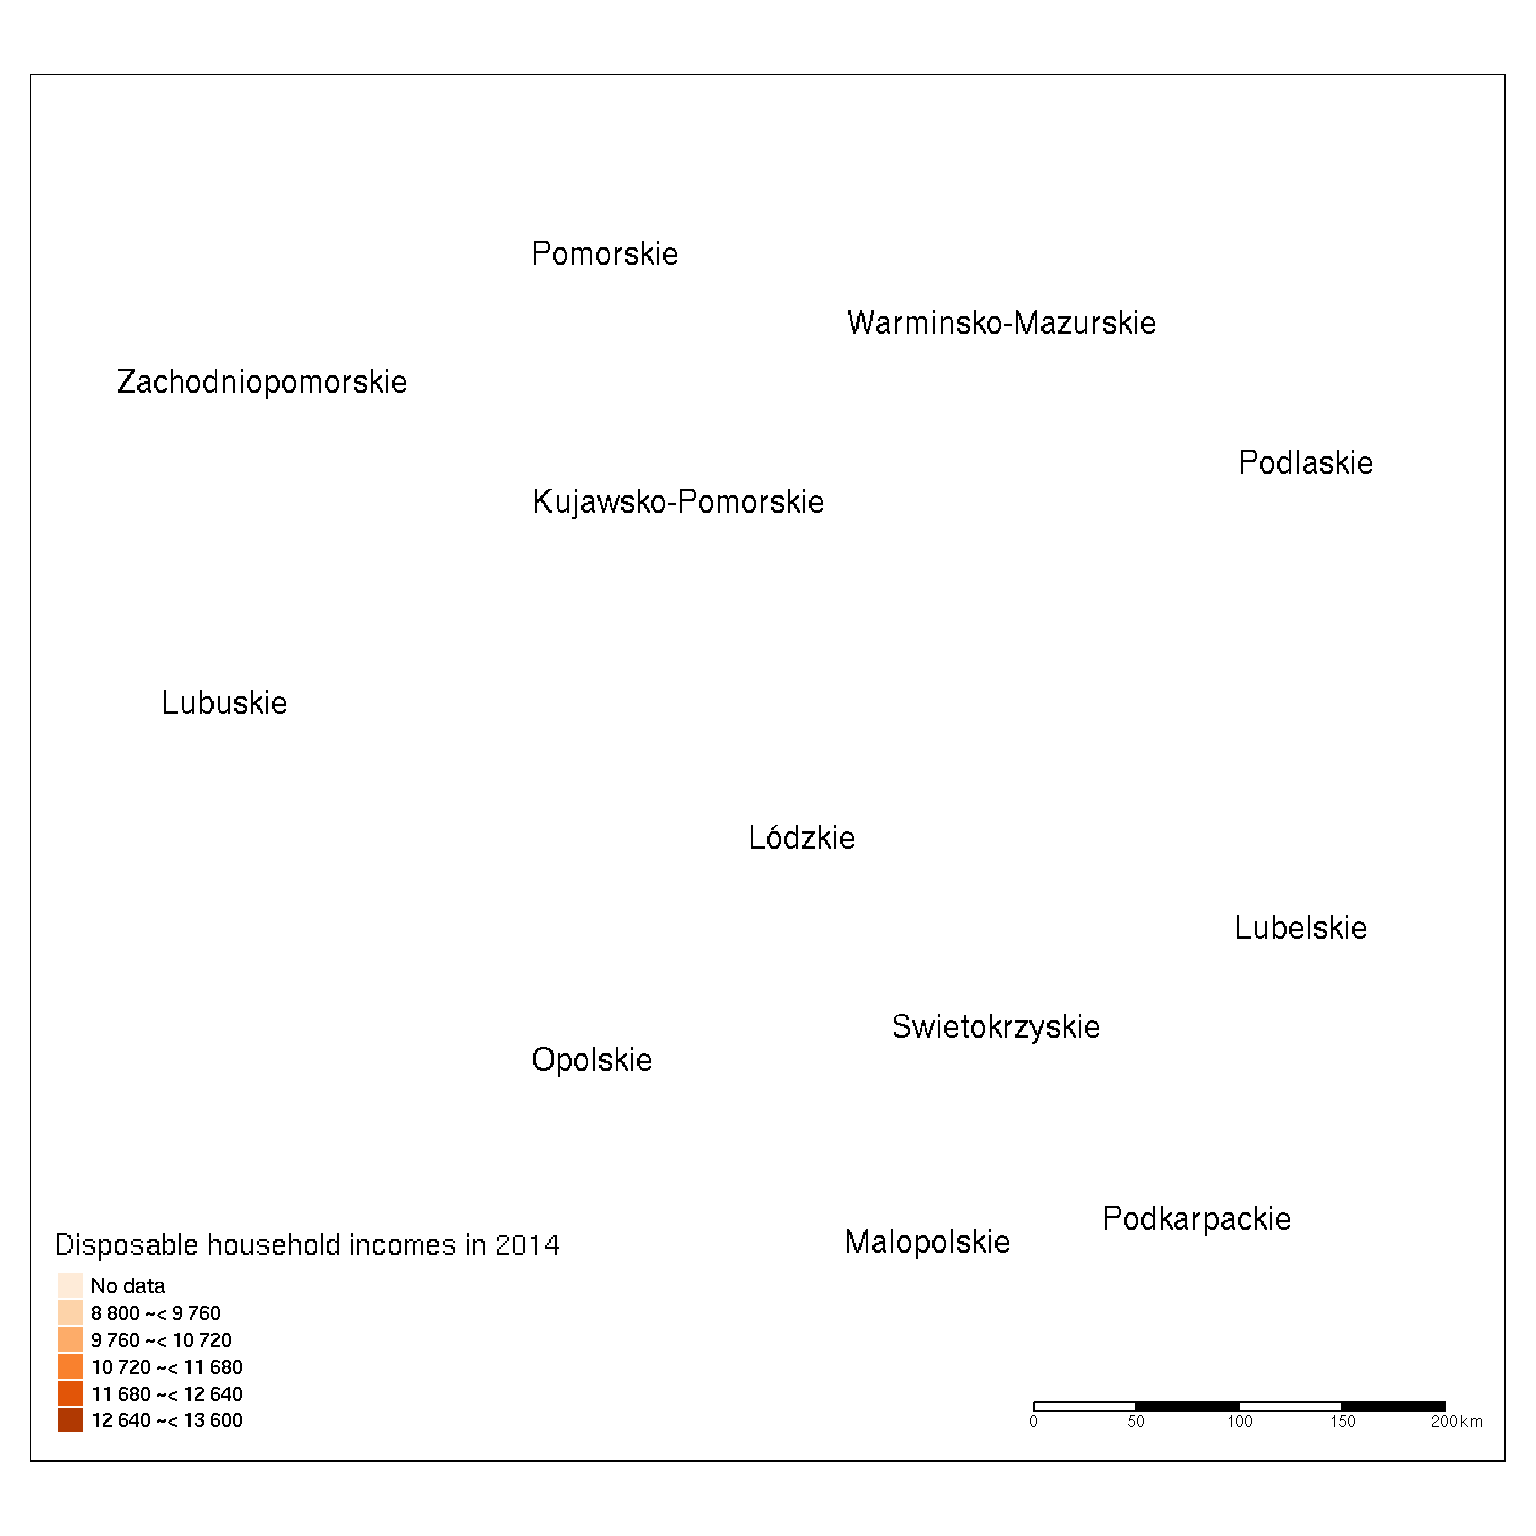 Pomorskie
Warminsko-Mazurskie
Zachodniopomorskie
Podlaskie
Kujawsko-Pomorskie
Lubuskie
Lódzkie
Lubelskie
Swietokrzyskie
Opolskie
Podkarpackie
Malopolskie
Disposable household incomes in 2014
No data
8 800 ~< 9 760
9 760 ~< 10 720
10 720 ~< 11 680
11 680 ~< 12 640
12 640 ~< 13 600
0 50 100 150 200km